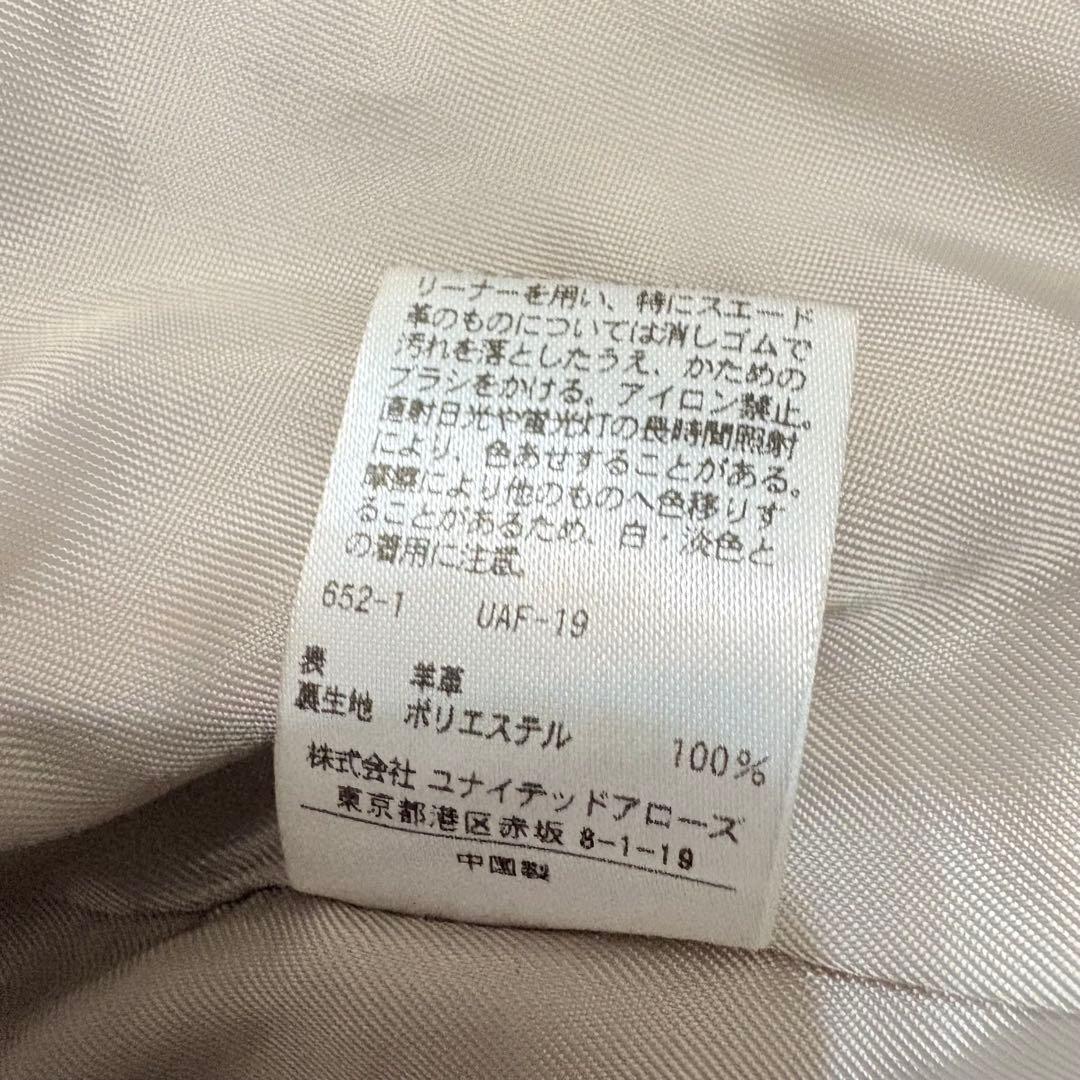 リーナーを用い、特にスエード
革のものについては消しゴムで
汚れを落としたうえ、かための
ブラシをかける。アイロン禁止。
直射日光や電光灯の長時間照射
により、色あせすることがある。
摩擦により他のものへ色移りす
ることがあるため、白・淡色と
の着用に注意。
652-1 UAF-19
表 羊革
裏生地 ポリエステル 100%
株式会社 ユナイテッドアローズ
東京都港区赤坂 8-1-19
中国製